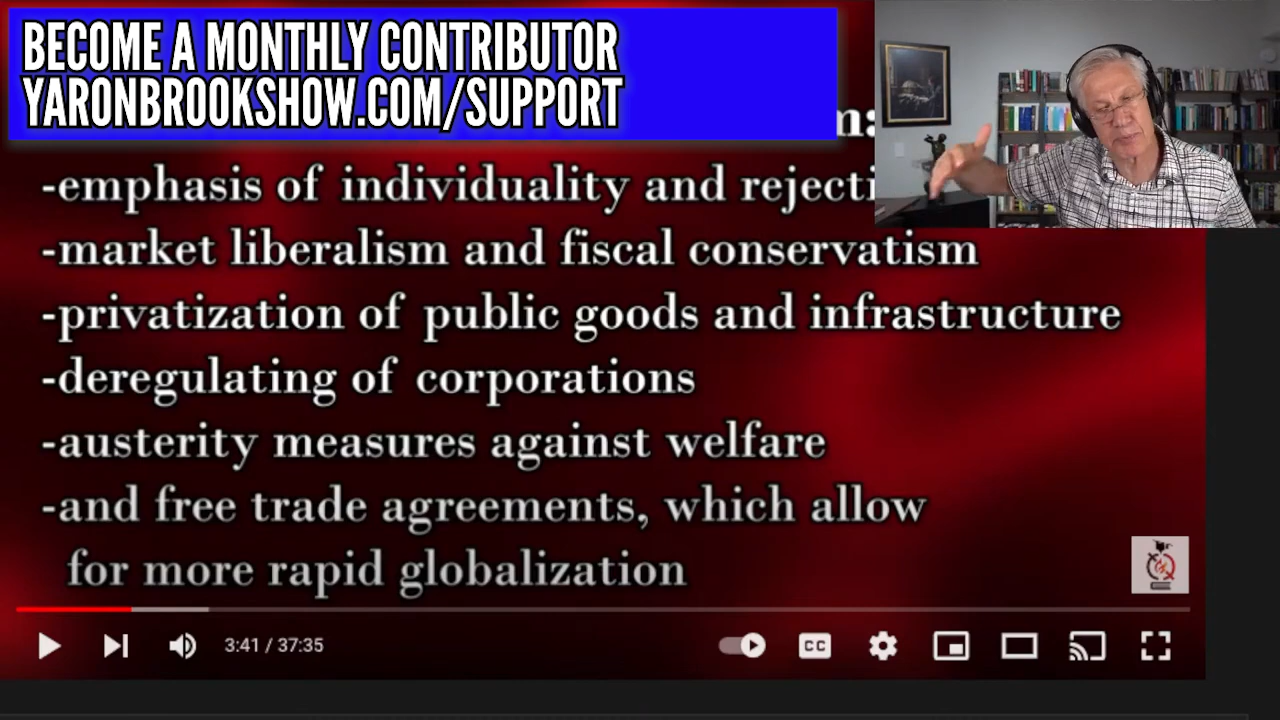 BECOME A MONTHLY CONTRIBUTOR
YARONBROOKSHOW.COM/SUPPORT
-emphasis of individuality and
-market liberalism and fiscal conservatism
-privatization of public goods and infrastructure
-deregulating of corporations
-austerity measures against welfare
-and free trade agreements, which allow
for more rapid globalization
3:41 / 37:35
CC